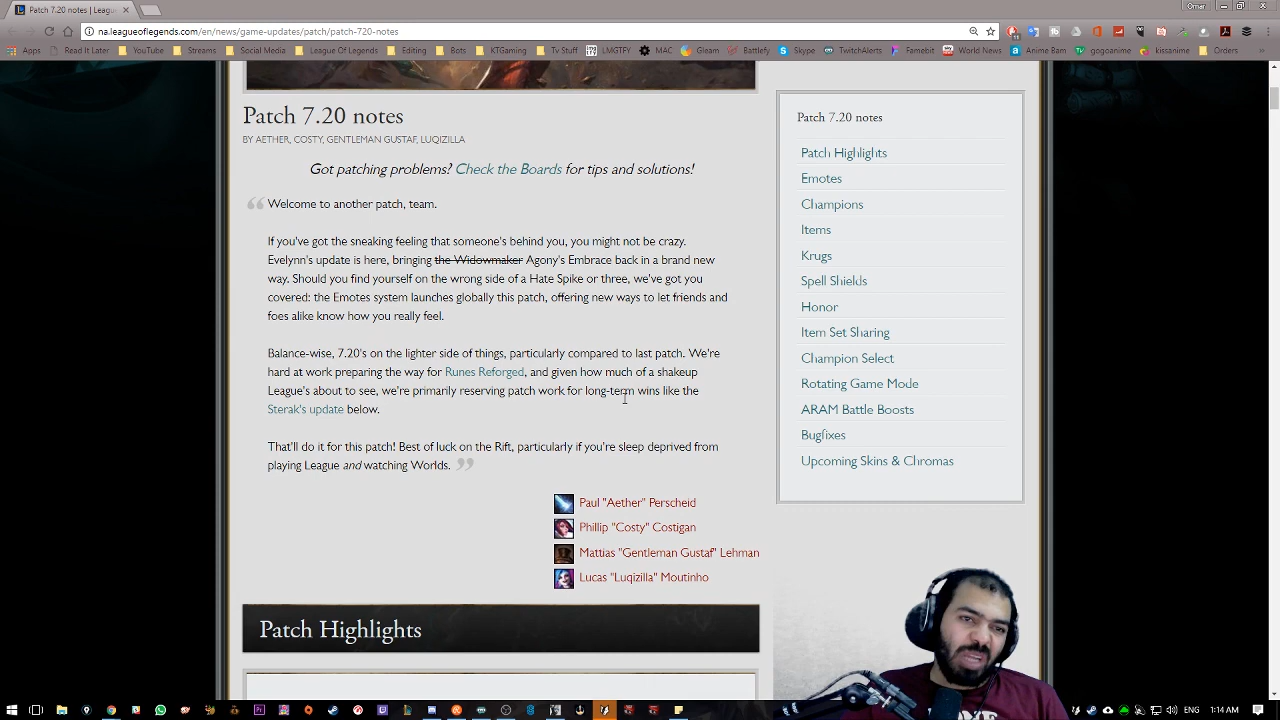 Patch 7.20 notes | Leagu
Omar
na.leagueoflegends.com/en/news/game-updates/patch/patch-720-notes
Apps Read It Later YouTube Streams Social Media League Of Legends Editing Bots KTGaming Tv Stuff LMGTFY MAC Gleam Battlefy Skype TwitchAlerts Famebit World News Anime Bam gogoanime kissanime Orders
Patch 7.20 notes
BY AETHER, COSTY, GENTLEMAN GUSTAF, LUQIZILLA
Got patching problems? Check the Boards for tips and solutions!
Welcome to another patch, team.
If you've got the sneaking feeling that someone's behind you, you might not be crazy.
Evelynn's update is here, bringing the Widowmaker Agony's Embrace back in a brand new
way. Should you find yourself on the wrong side of a Hate Spike or three, we've got you
covered: the Emotes system launches globally this patch, offering new ways to let friends and
foes alike know how you really feel.
Balance-wise, 7.20's on the lighter side of things, particularly compared to last patch. We're
hard at work preparing the way for Runes Reforged, and given how much of a shakeup
League's about to see, we're primarily reserving patch work for long-term wins like the
Sterak's update below.
That'll do it for this patch! Best of luck on the Rift, particularly if you're sleep deprived from
playing League and watching Worlds.
Paul "Aether" Perscheid
Phillip "Costy" Costigan
Mattias "Gentleman Gustaf" Lehman
Lucas "Luqizilla" Moutinho
Patch Highlights
Patch 7.20 notes
Patch Highlights
Emotes
Champions
Items
Krugs
Spell Shields
Honor
Item Set Sharing
Champion Select
Rotating Game Mode
ARAM Battle Boosts
Bugfixes
Upcoming Skins & Chromas
ENG 1:14 AM